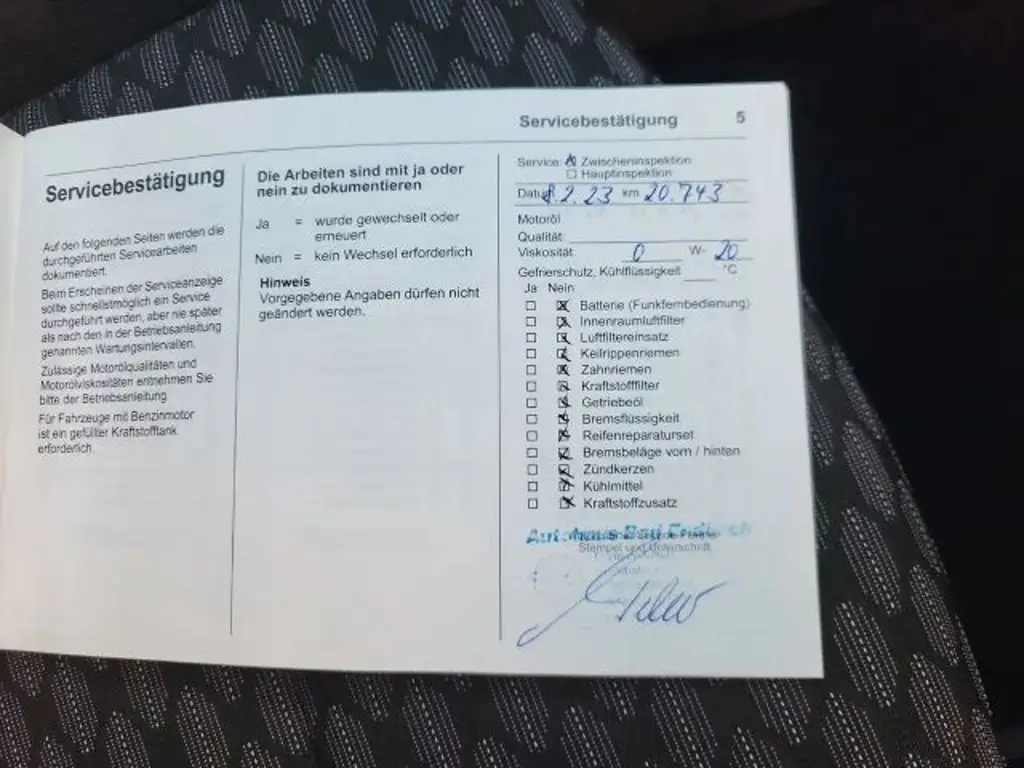 Servicebestätigung 5
Servicebestätigung
Auf den folgenden Seiten werden die
durchgeführten Servicearbeiten
dokumentiert.
Beim Erscheinen der Serviceanzeige
sollte schnellstmöglich ein Service
durchgeführt werden, aber nie später
als nach den in der Betriebsanleitung
genannten Wartungsintervallen.
Zulässige Motorölqualitäten und
Motorölviskositäten entnehmen Sie
bitte der Betriebsanleitung
Für Fahrzeuge mit Benzinmotor
ist ein gefüllter Kraftstofftank
erforderlich.
Die Arbeiten sind mit ja oder
nein zu dokumentieren
Ja = wurde gewechselt oder
erneuert
Nein = kein Wechsel erforderlich
Hinweis
Vorgegebene Angaben dürfen nicht
geändert werden.
Service: Zwischeninspektion
Hauptinspektion
8.2.23 km 20.743
Motoröl
Qualität:
Viskosität: 0 W- 20
Gefrierschutz, Kühlflüssigkeit °C
Ja Nein
Batterie (Funkfernbedienung)
Innenraumluftfilter
Luftfiltereinsatz
Keilrippenriemen
Zahnriemen
Kraftstofffilter
Getriebeöl
Bremsflüssigkeit
Reifenreparaturset
Bremsbeläge vorn / hinten
Zündkerzen
Kühlmittel
Kraftstoffzusatz
Autohaus Bad
Stempel und Unterschrift